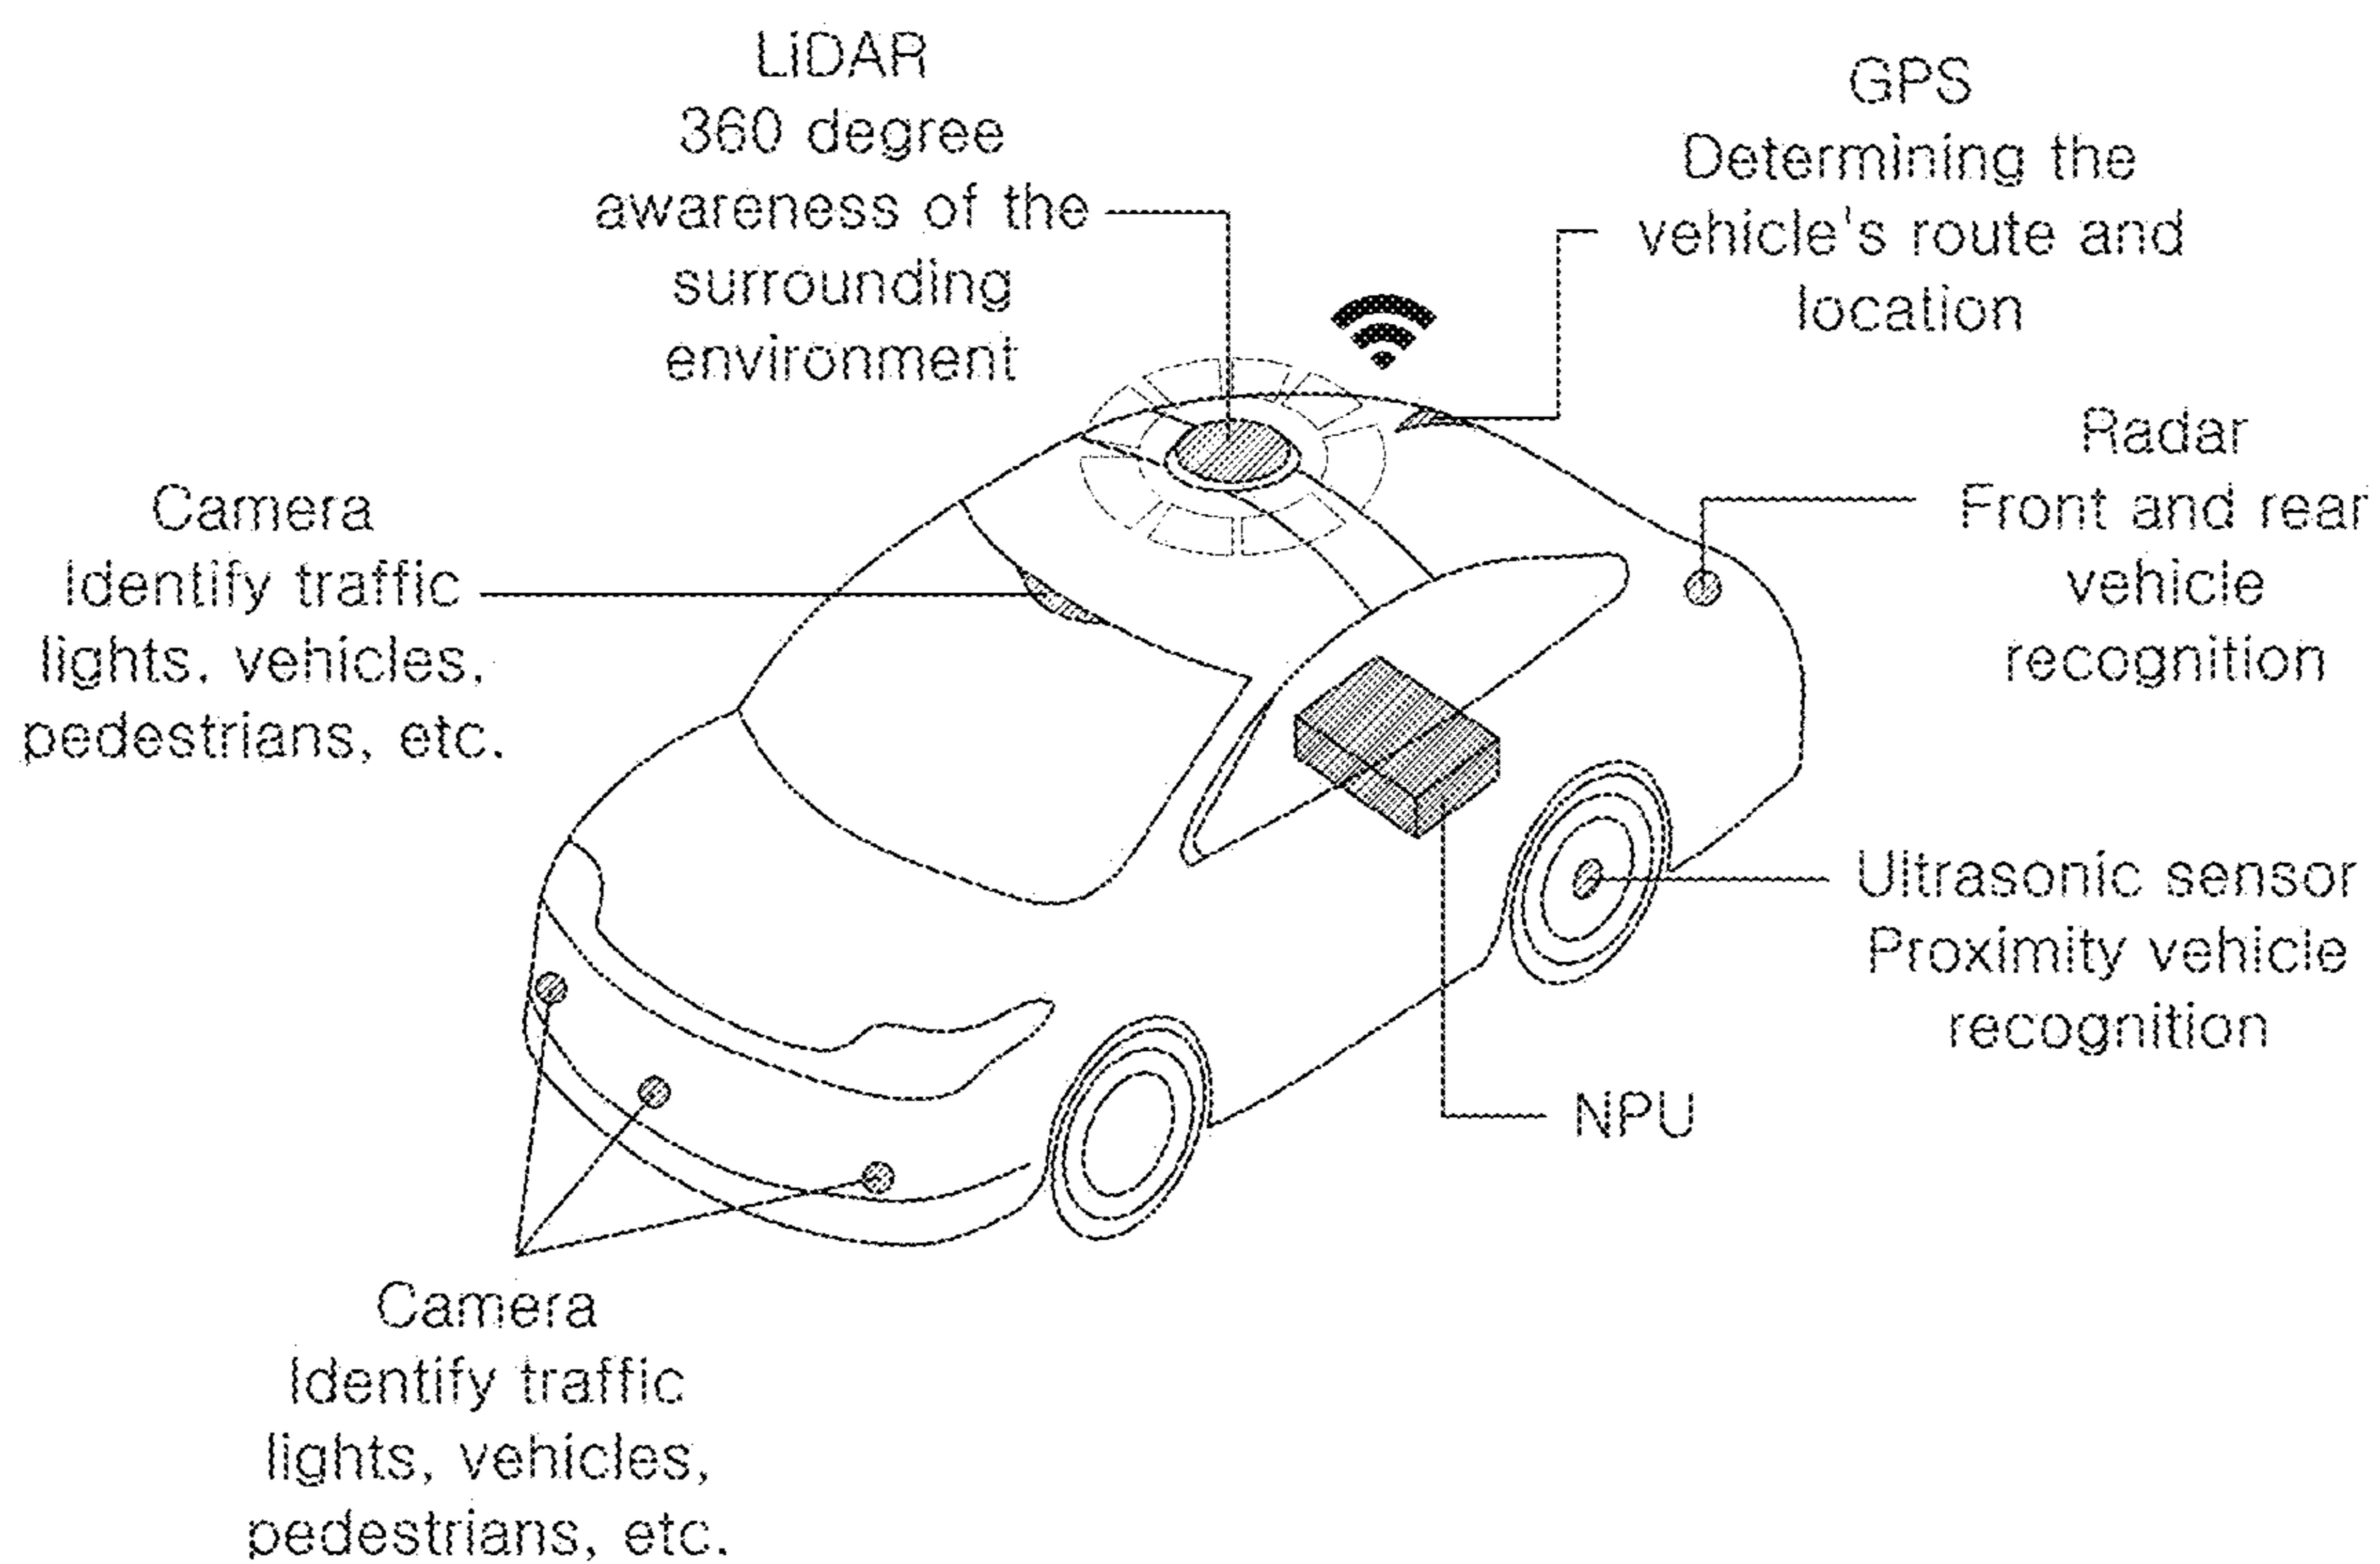 LiDAR
360 degree
awareness of the
surrounding
environment
GPS
Determining the
vehicle's route and
location
Radar
Front and rear
vehicle
recognition
Camera
Identify traffic
lights, vehicles,
pedestrians, etc.
Ultrasonic sensor
Proximity vehicle
recognition
NPU
Camera
Identify traffic
lights, vehicles,
pedestrians, etc.